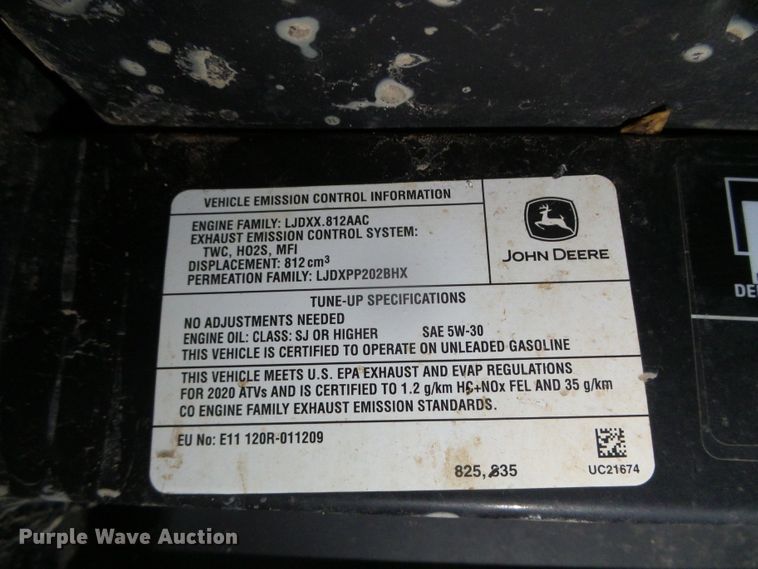 VEHICLE EMISSION CONTROL INFORMATION
ENGINE FAMILY: LJDXX.812AAC
EXHAUST EMISSION CONTROL SYSTEM:
TWC, HO2S, MFI
DISPLACEMENT: 812 cm³
PERMEATION FAMILY: LJDXPP202BHX
JOHN DEERE
TUNE-UP SPECIFICATIONS
NO ADJUSTMENTS NEEDED
ENGINE OIL: CLASS: SJ OR HIGHER SAE 5W-30
THIS VEHICLE IS CERTIFIED TO OPERATE ON UNLEADED GASOLINE
THIS VEHICLE MEETS U.S. EPA EXHAUST AND EVAP REGULATIONS
FOR 2020 ATVs AND IS CERTIFIED TO 1.2 g/km HC+NOx FEL AND 35 g/km
CO ENGINE FAMILY EXHAUST EMISSION STANDARDS.
EU No: E11 120R-011209
825, 835
UC21674
Purple Wave Auction